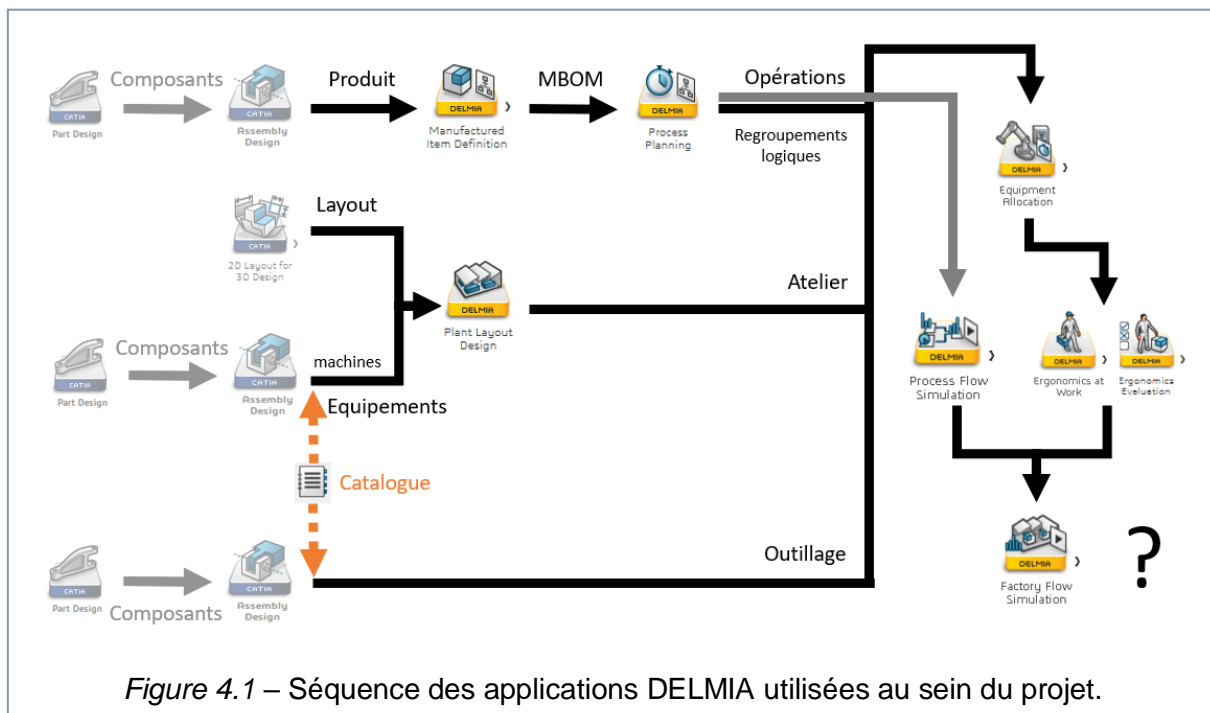 Composants
CATIA
Part Design
CATIA
Assembly
Design
Produit
DELMIA
Manufactured
Item Definition
MBOM
DELMIA
Process
Planning
Opérations
Regroupements
logiques
DELMIA
Equipment
Allocation
CATIA
2D Layout for
3D Design
Layout
DELMIA
Plant Layout
Design
Atelier
Composants
CATIA
Part Design
CATIA
Assembly
Design
machines
Equipements
DELMIA
Process Flow
Simulation
DELMIA
Ergonomics at
Work
DELMIA
Ergonomics
Evaluation
Catalogue
CATIA
Part Design
Composants
CATIA
Assembly
Design
Outillage
DELMIA
Factory Flow
Simulation
?
Figure 4.1 – Séquence des applications DELMIA utilisées au sein du projet.